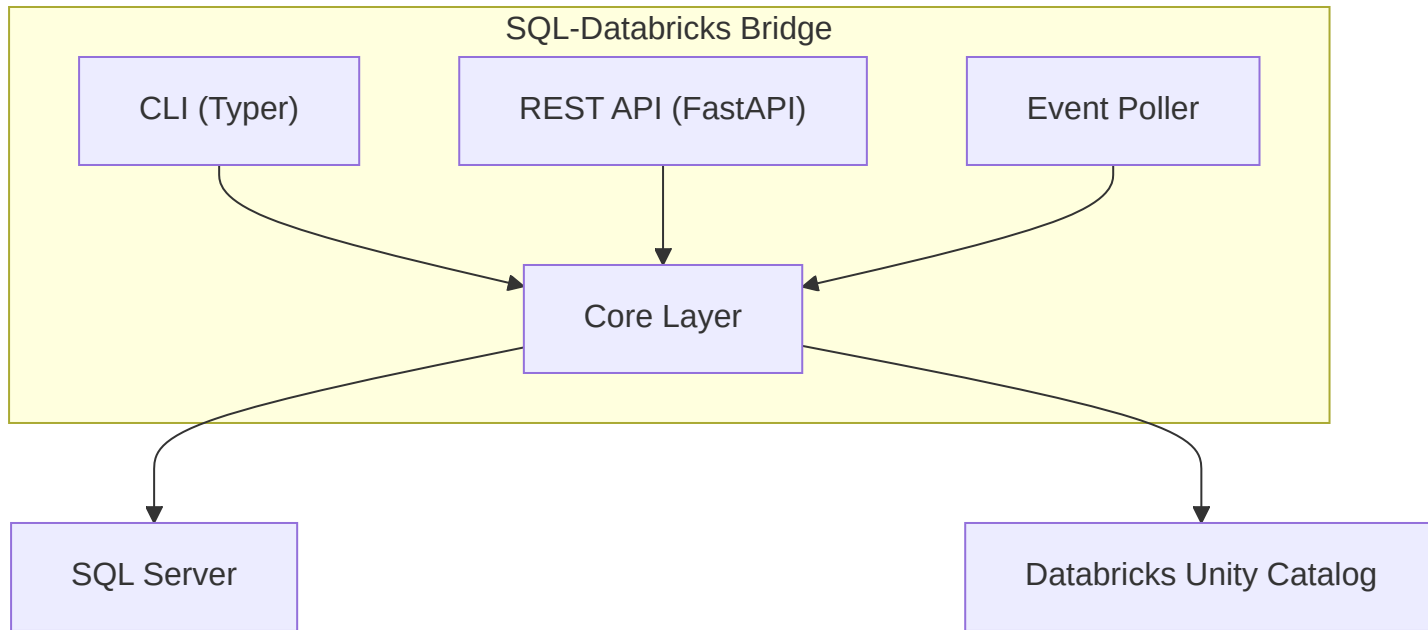 SQL-Databricks Bridge
CLI (Typer)
REST API (FastAPI)
Event Poller
Core Layer
SQL Server
Databricks Unity Catalog